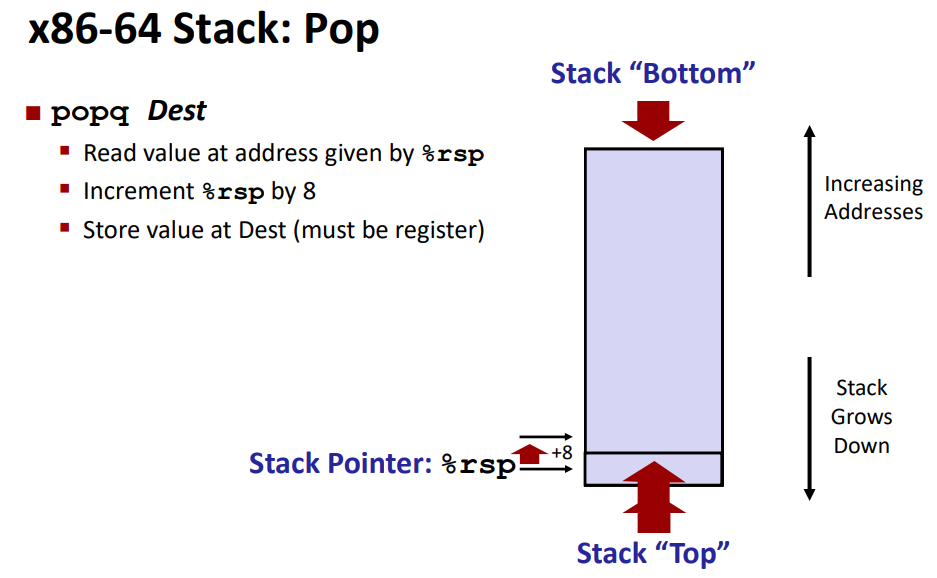 x86-64 Stack: Pop
Stack “Bottom”
popq Dest
Read value at address given by %rsp
Increment %rsp by 8
Store value at Dest (must be register)
Increasing
Addresses
Stack
Grows
Down
+8
Stack Pointer: %rsp
Stack “Top”